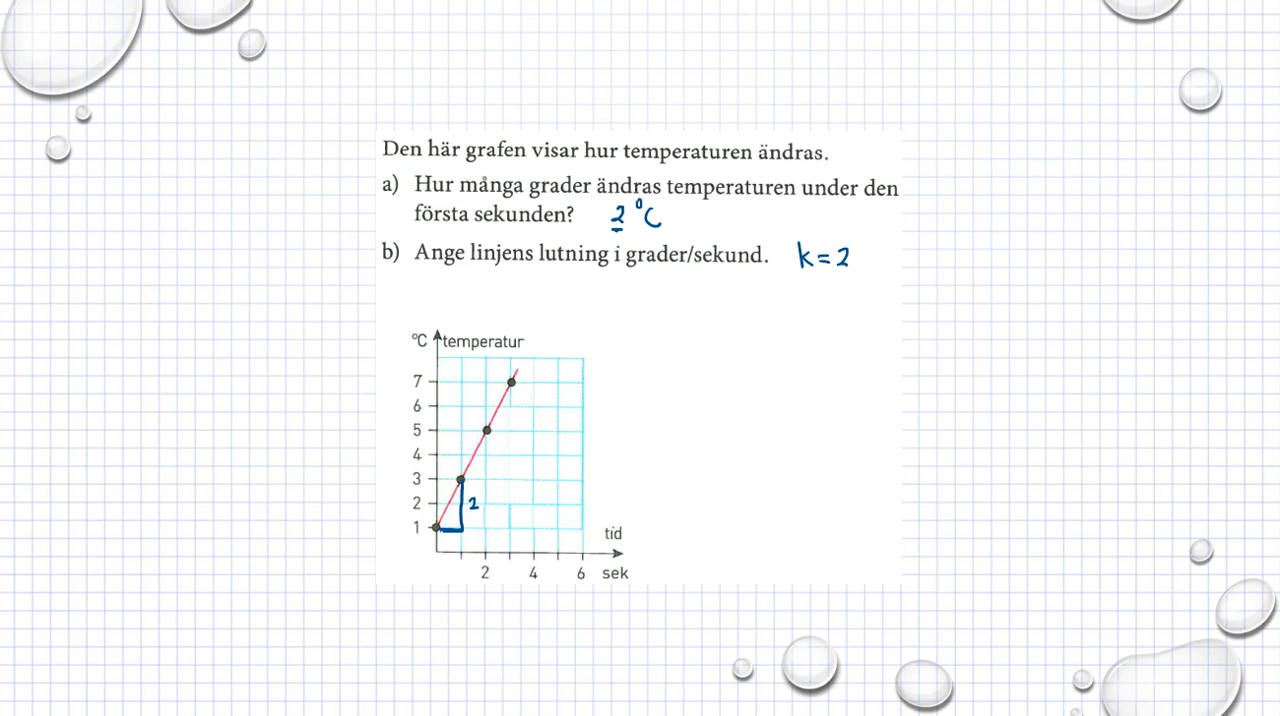 Den här grafen visar hur temperaturen ändras.
a) Hur många grader ändras temperaturen under den
första sekunden? 2 °C
b) Ange linjens lutning i grader/sekund. k = 2
°C temperatur
7
6
5
4
3
2 2
1
tid
2 4 6 sek